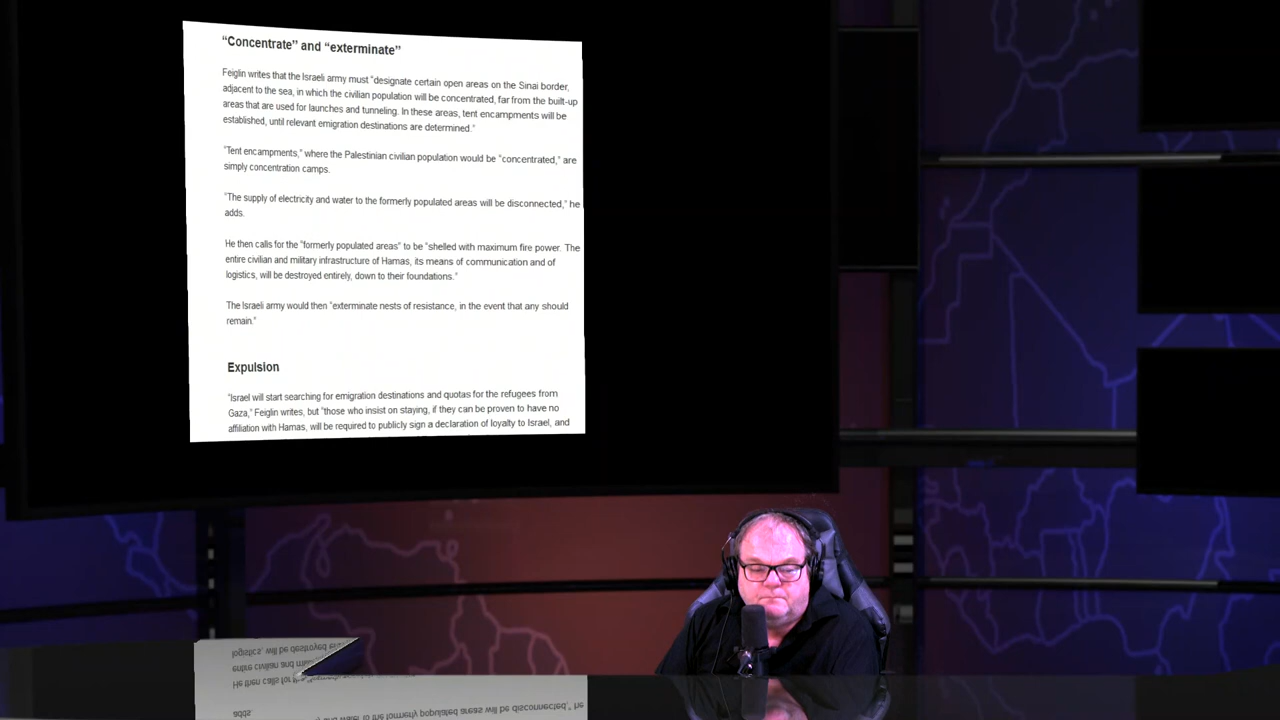 “Concentrate” and “exterminate”
Feiglin writes that the Israeli army must “designate certain open areas on the Sinai border,
adjacent to the sea, in which the civilian population will be concentrated, far from the built-up
areas that are used for launches and tunneling. In these areas, tent encampments will be
established, until relevant emigration destinations are determined.”
“Tent encampments,” where the Palestinian civilian population would be “concentrated,” are
simply concentration camps.
“The supply of electricity and water to the formerly populated areas will be disconnected,” he
adds.
He then calls for the “formerly populated areas” to be “shelled with maximum fire power. The
entire civilian and military infrastructure of Hamas, its means of communication and of
logistics, will be destroyed entirely, down to their foundations.”
The Israeli army would then “exterminate nests of resistance, in the event that any should
remain.”
Expulsion
“Israel will start searching for emigration destinations and quotas for the refugees from
Gaza,” Feiglin writes, but “those who insist on staying, if they can be proven to have no
affiliation with Hamas, will be required to publicly sign a declaration of loyalty to Israel, and